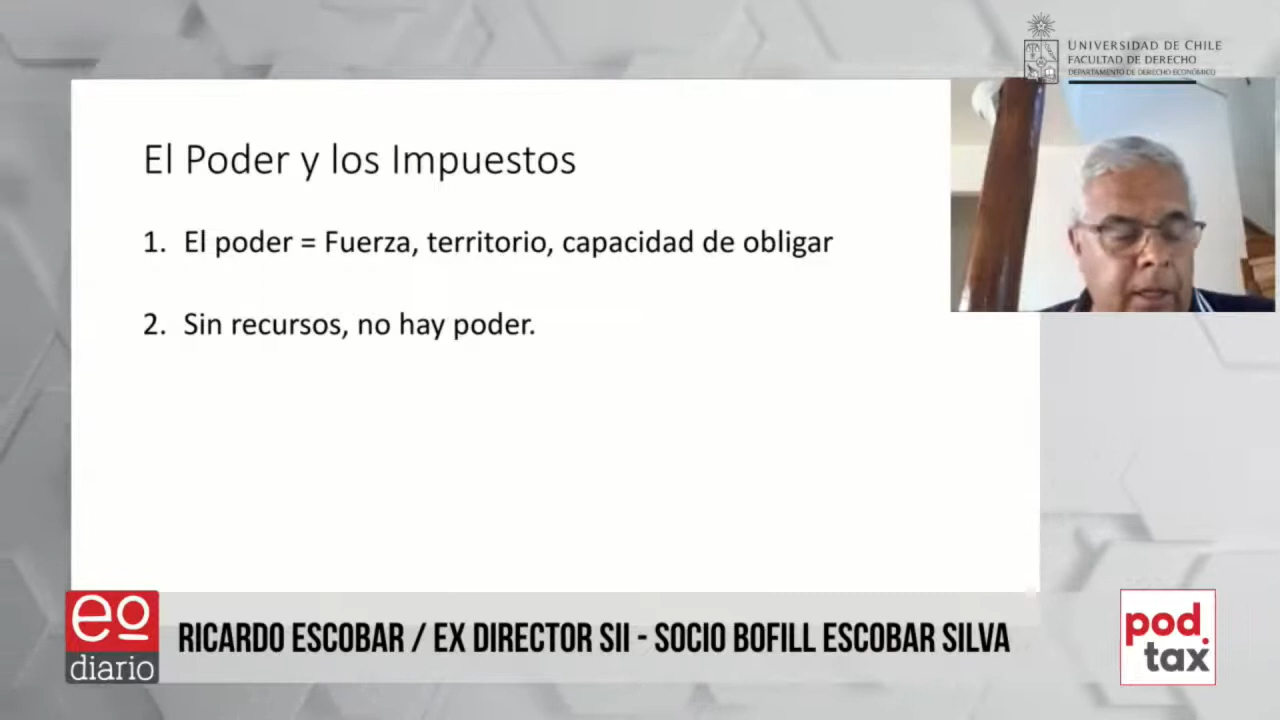 UNIVERSIDAD DE CHILE
FACULTAD DE DERECHO
DEPARTAMENTO DE DERECHO ECONÓMICO
El Poder y los Impuestos
1. El poder = Fuerza, territorio, capacidad de obligar
2. Sin recursos, no hay poder.
eo
diario
RICARDO ESCOBAR / EX DIRECTOR SII - SOCIO BOFILL ESCOBAR SILVA
pod.
tax